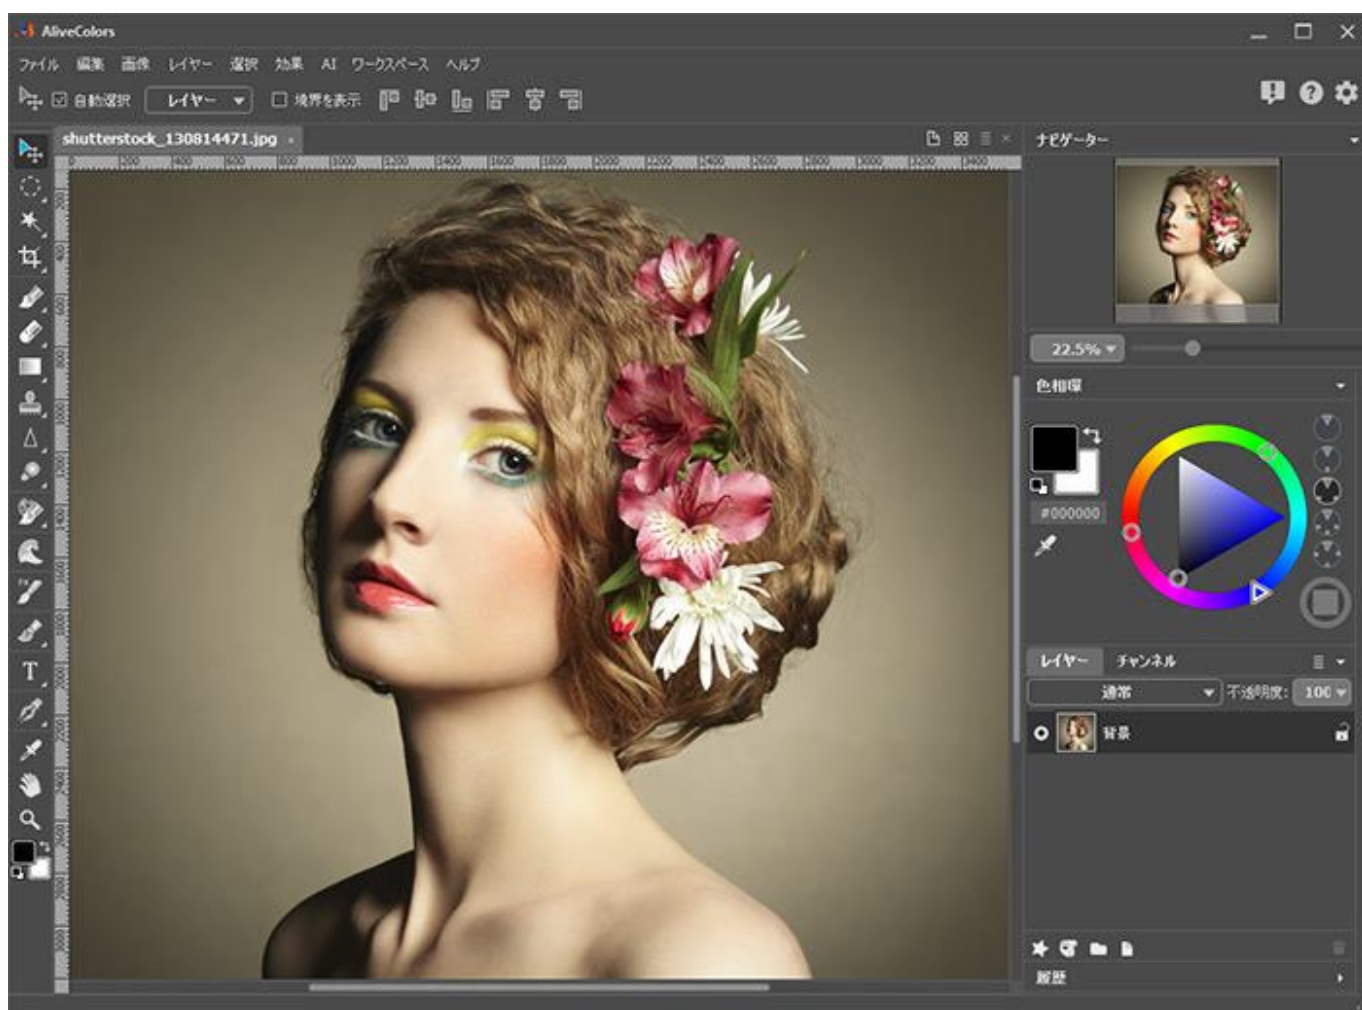 AliveColors
ファイル 編集 画像 レイヤー 選択 効果 AI ワークスペース ヘルプ
自動選択 レイヤー 境界を表示
shutterstock_130814471.jpg
ナビゲーター
22.5%
色相環
#000000
T
レイヤー チャンネル
通常 不透明度: 100
背景
履歴